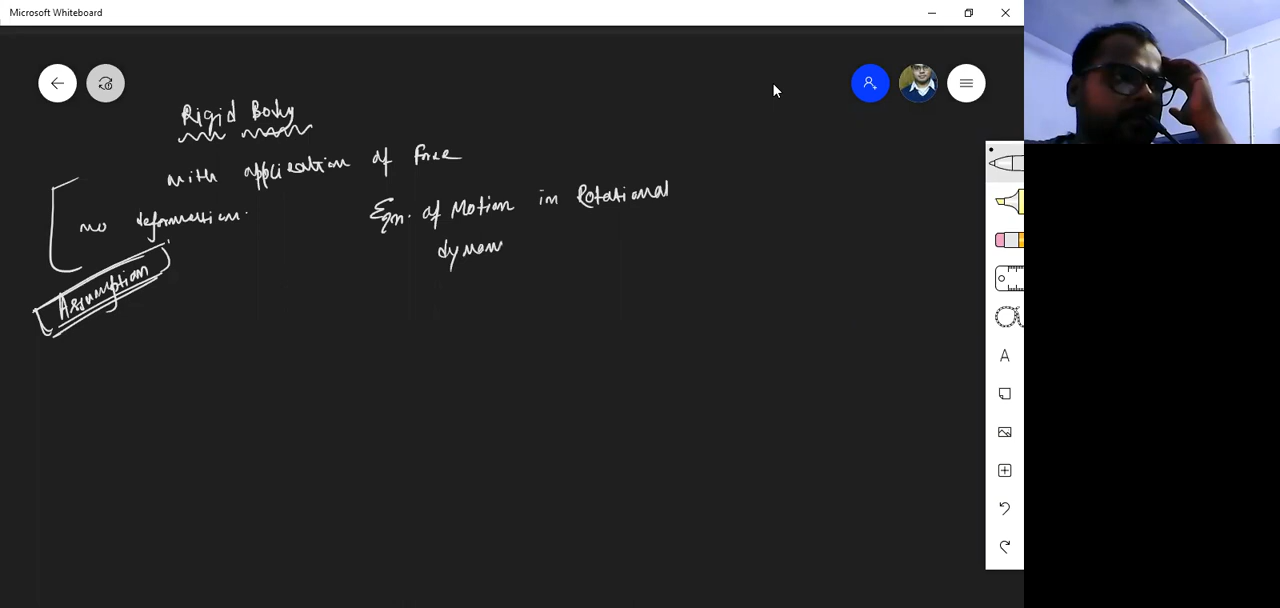 Microsoft Whiteboard
Rigid Body
with application of force
no deformation.
Assumption
Eqn. of Motion in Rotational
dynam
A